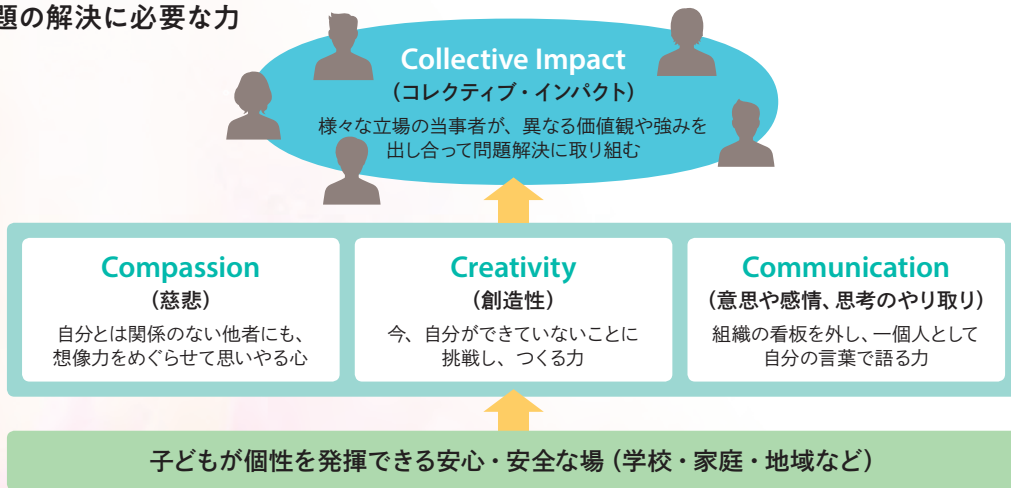 題の解決に必要な力
Collective Impact
（コレクティブ・インパクト）
様々な立場の当事者が、異なる価値観や強みを
出し合って問題解決に取り組む
Compassion
（慈悲）
自分とは関係のない他者にも、
想像力をめぐらせて思いやる心
Creativity
（創造性）
今、自分ができていないことに
挑戦し、つくる力
Communication
（意思や感情、思考のやり取り）
組織の看板を外し、一個人として
自分の言葉で語る力
子どもが個性を発揮できる安心・安全な場（学校・家庭・地域など）